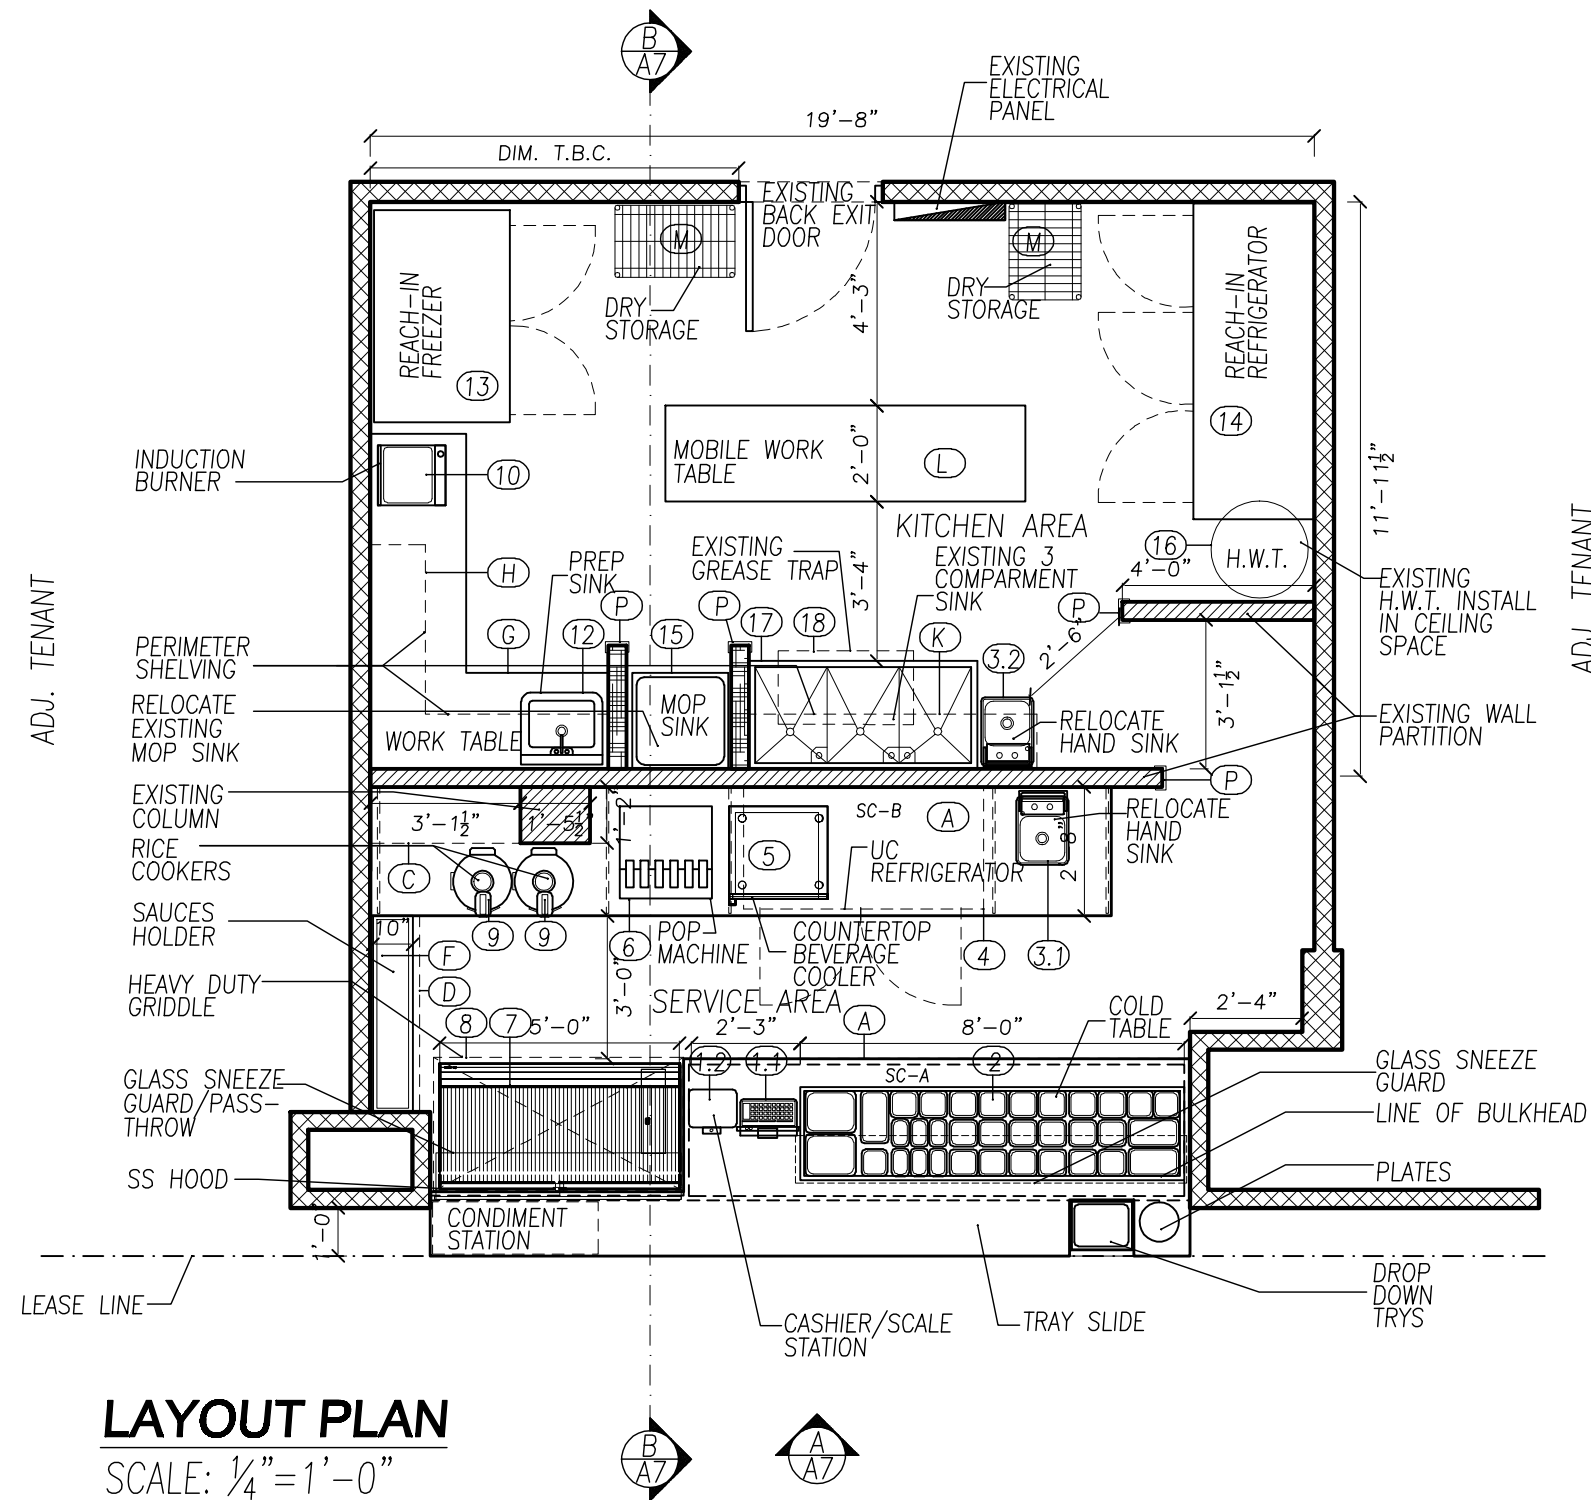 B
A7
EXISTING
ELECTRICAL
PANEL
19'-8"
DIM. T.B.C.
EXISTING
BACK EXIT
DOOR
M
M
REACH-IN
FREEZER
REACH-IN
REFRIGERATOR
DRY
STORAGE
DRY
STORAGE
4'-3"
13
14
MOBILE WORK
TABLE
L
2'-0"
INDUCTION
BURNER
10
11'-11½"
KITCHEN AREA
ADJ. TENANT
ADJ. TENANT
PREP
SINK
EXISTING
GREASE TRAP
EXISTING 3
COMPARMENT
SINK
16
H.W.T.
4'-0"
EXISTING
H.W.T. INSTALL
IN CEILING
SPACE
3'-4"
H
P
P
P
G
12
15
17
18
K
3.2
2'-6"
3'-1½"
PERIMETER
SHELVING
RELOCATE
EXISTING
MOP SINK
MOP
SINK
WORK TABLE
RELOCATE
HAND SINK
EXISTING WALL
PARTITION
P
EXISTING
COLUMN
3'-1½"
1'-5½"
1'-2"
SC-B
A
RELOCATE
HAND
SINK
2'-8"
RICE
COOKERS
C
5
UC
REFRIGERATOR
SAUCES
HOLDER
10"
9
9
6
POP
MACHINE
COUNTERTOP
BEVERAGE
COOLER
4
3.1
F
D
HEAVY DUTY
GRIDDLE
3'-0"
SERVICE AREA
8
7
5'-0"
2'-3"
A
8'-0"
COLD
TABLE
2'-4"
1.2
1.1
SC-A
2
GLASS SNEEZE
GUARD/PASS-
THROW
GLASS SNEEZE
GUARD
LINE OF BULKHEAD
SS HOOD
PLATES
CONDIMENT
STATION
1'-0"
LEASE LINE
CASHIER/SCALE
STATION
TRAY SLIDE
DROP
DOWN
TRYS
LAYOUT PLAN
SCALE: ¼"=1'-0"
B
A7
A
A7